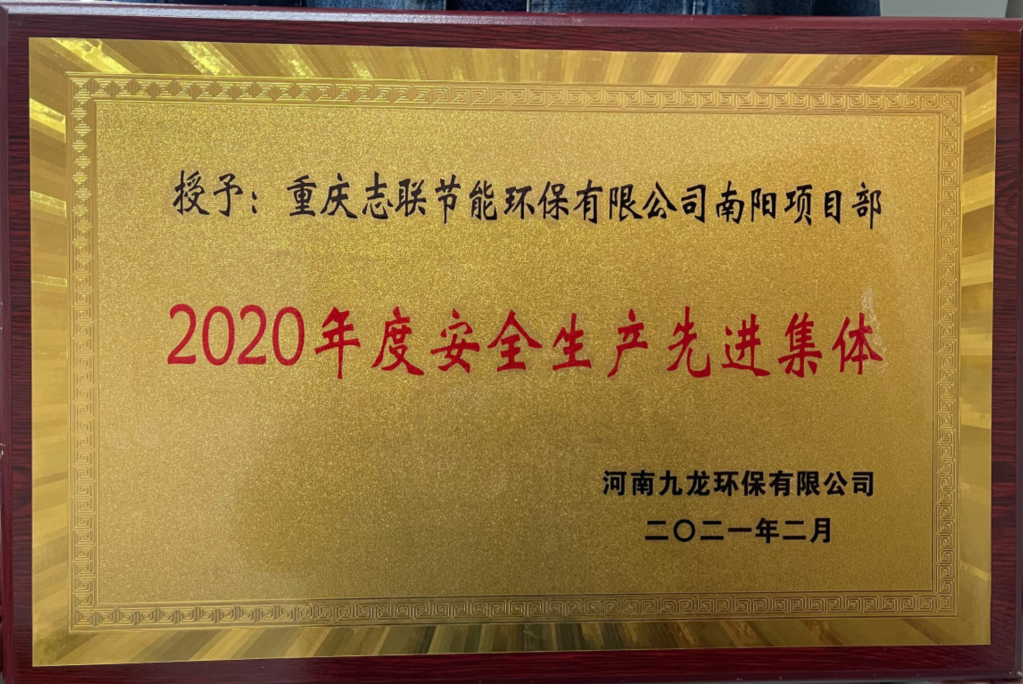 授予：重庆志联节能环保有限公司南阳项目部
2020年度安全生产先进集体
河南九龙环保有限公司
二〇二一年二月